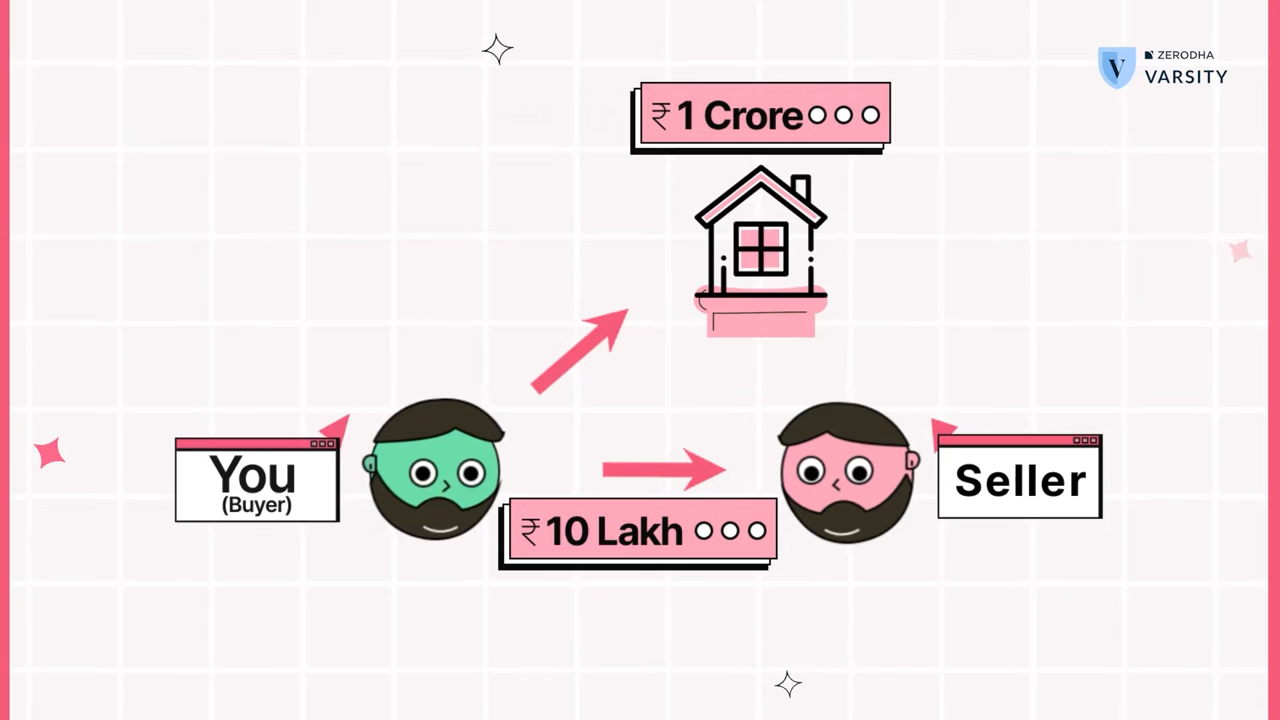 ZERODHA
VARSITY
₹ 1 Crore
You
(Buyer)
Seller
₹ 10 Lakh